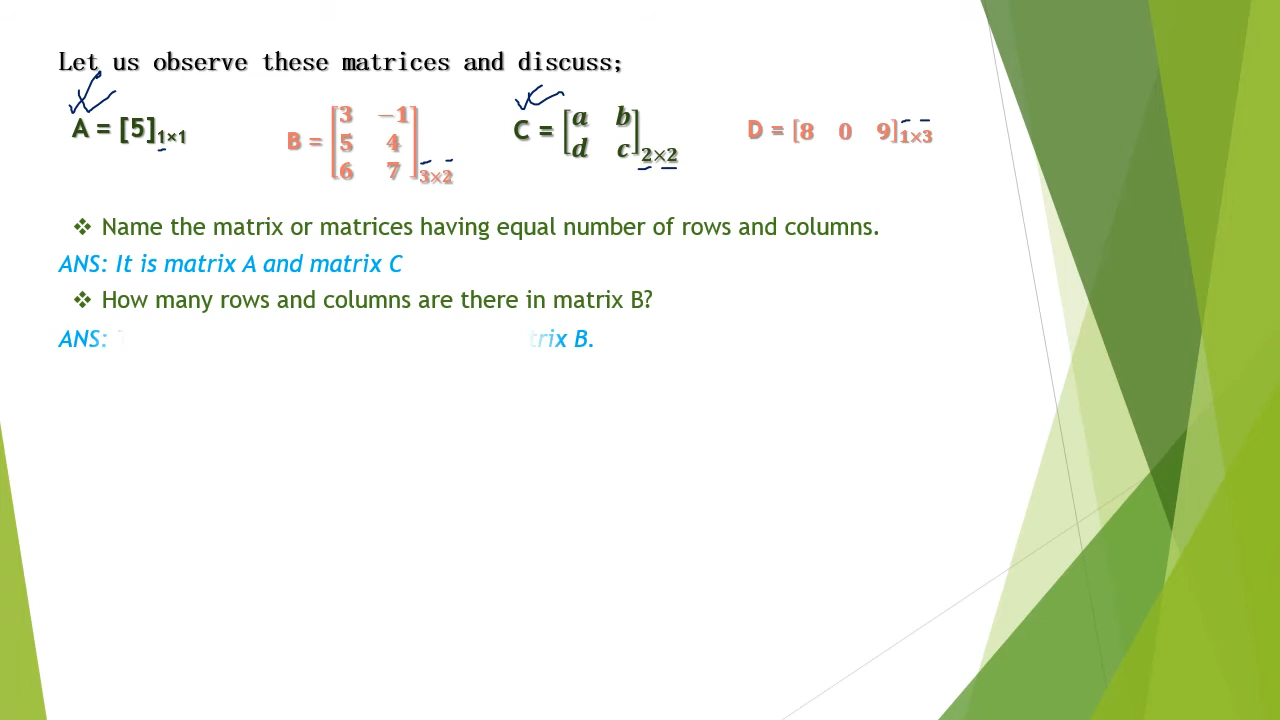 Let us observe these matrices and discuss;
A = [5]₁×₁ B = [3 −1 5 4 6 7]₃×₂ C = [a b d c]₂×₂ D = [8 0 9]₁×₃
❖ Name the matrix or matrices having equal number of rows and columns.
ANS: It is matrix A and matrix C
❖ How many rows and columns are there in matrix B?
ANS: B.